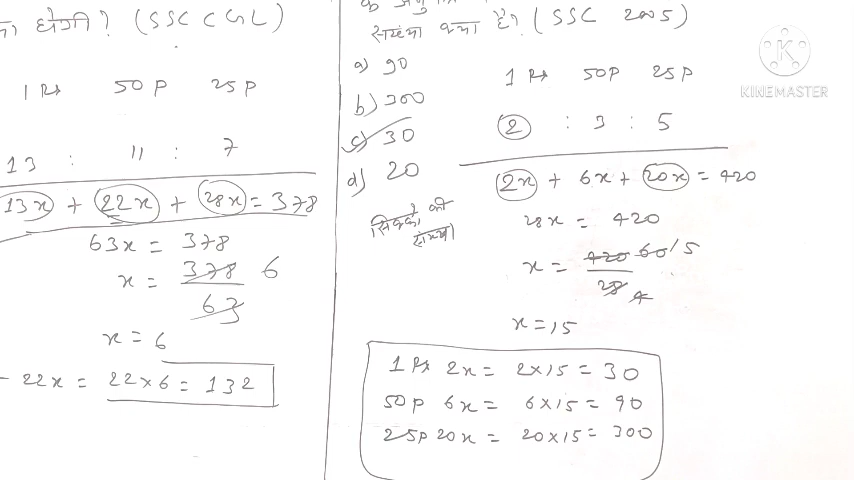 होगी? (SSC CGL)
1 Rs 50 P 25 P
13 : 11 : 7
13x + 22x + 28x = 378
63x = 378
x = 378 6
63
x = 6
22x = 22×6 = 132
संख्या क्या है? (SSC 2005)
a) 90
b) 300
c) 30
d) 20
सिक्को की
संख्या
1 Rs 50P 25P
2 : 3 : 5
2x + 6x + 20x = 420
28x = 420
x = 420 60 15
28 4
x = 15
1 Rs 2x = 2×15 = 30
50p 6x = 6×15 = 90
25p 20x = 20×15 = 300
KINEMASTER